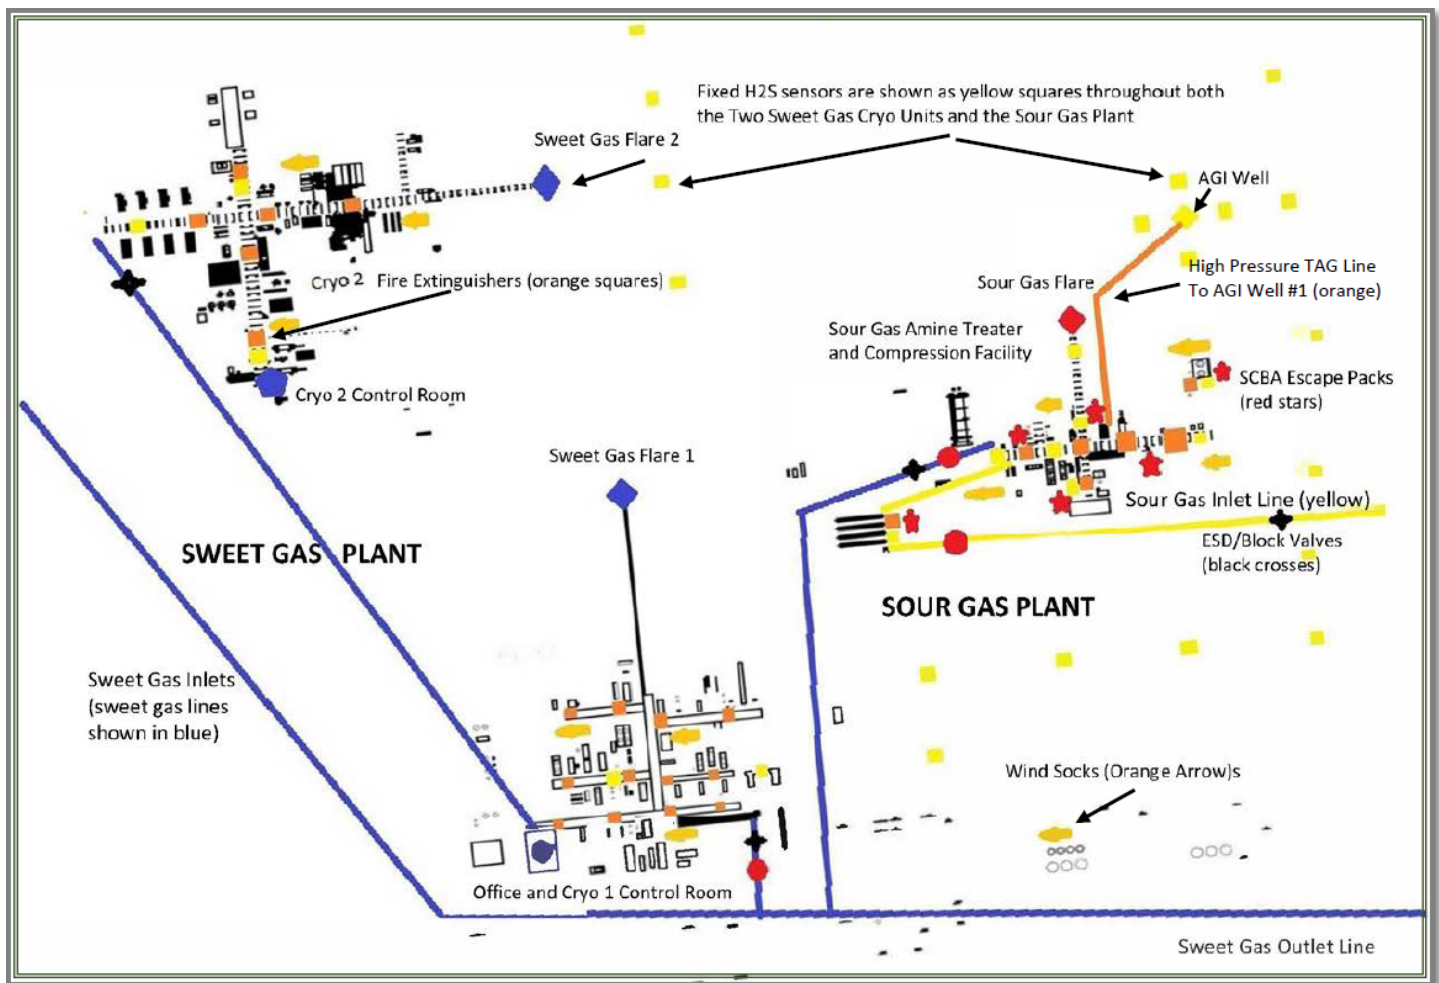 Fixed H2S sensors are shown as yellow squares throughout both
the Two Sweet Gas Cryo Units and the Sour Gas Plant
Sweet Gas Flare 2
AGI Well
High Pressure TAG Line
To AGI Well #1 (orange)
Cryo 2
Fire Extinguishers (orange squares)
Sour Gas Flare
Sour Gas Amine Treater
and Compression Facility
SCBA Escape Packs
(red stars)
Cryo 2 Control Room
Sweet Gas Flare 1
Sour Gas Inlet Line (yellow)
ESD/Block Valves
(black crosses)
SWEET GAS PLANT
SOUR GAS PLANT
Sweet Gas Inlets
(sweet gas lines
shown in blue)
Wind Socks (Orange Arrow)s
Office and Cryo 1 Control Room
Sweet Gas Outlet Line